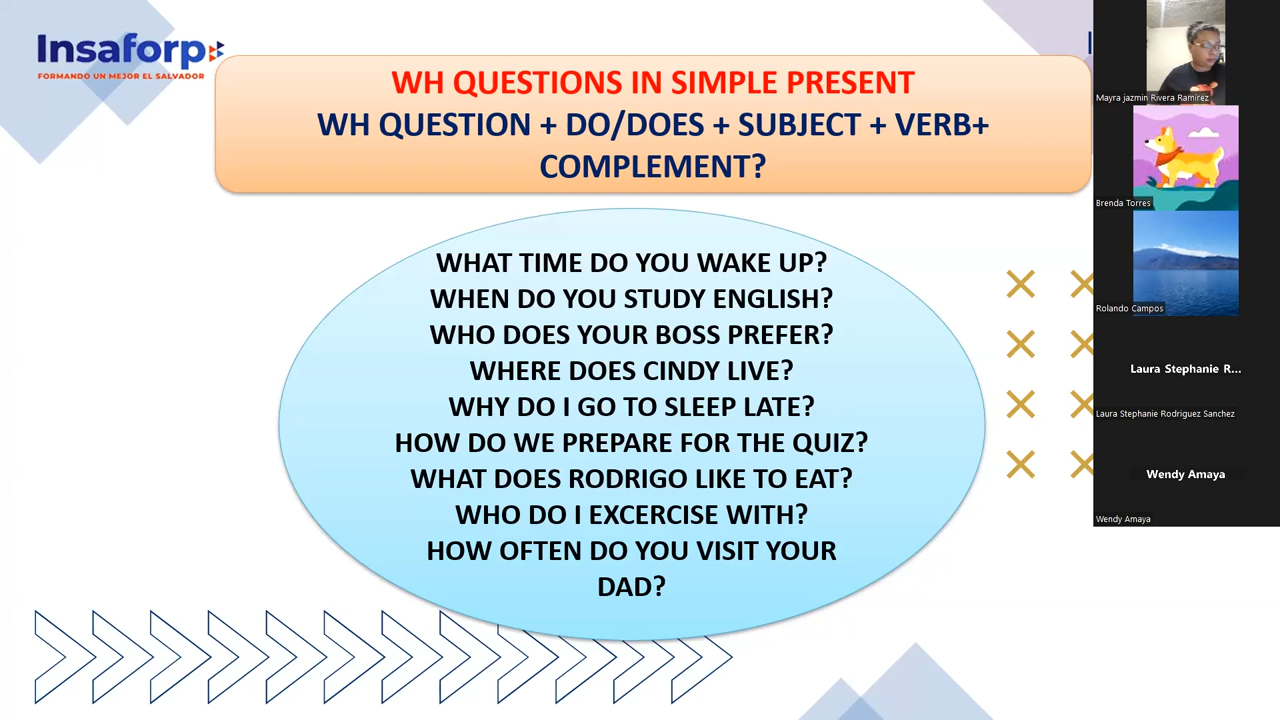 Insaforp
FORMANDO UN MEJOR EL SALVADOR
WH QUESTIONS IN SIMPLE PRESENT
WH QUESTION + DO/DOES + SUBJECT + VERB+
COMPLEMENT?
WHAT TIME DO YOU WAKE UP?
WHEN DO YOU STUDY ENGLISH?
WHO DOES YOUR BOSS PREFER?
WHERE DOES CINDY LIVE?
WHY DO I GO TO SLEEP LATE?
HOW DO WE PREPARE FOR THE QUIZ?
WHAT DOES RODRIGO LIKE TO EAT?
WHO DO I EXCERCISE WITH?
HOW OFTEN DO YOU VISIT YOUR
DAD?
Mayra jazmin Rivera Ramirez
Brenda Torres
Rolando Campos
Laura Stephanie R...
Laura Stephanie Rodriguez Sanchez
Wendy Amaya
Wendy Amaya